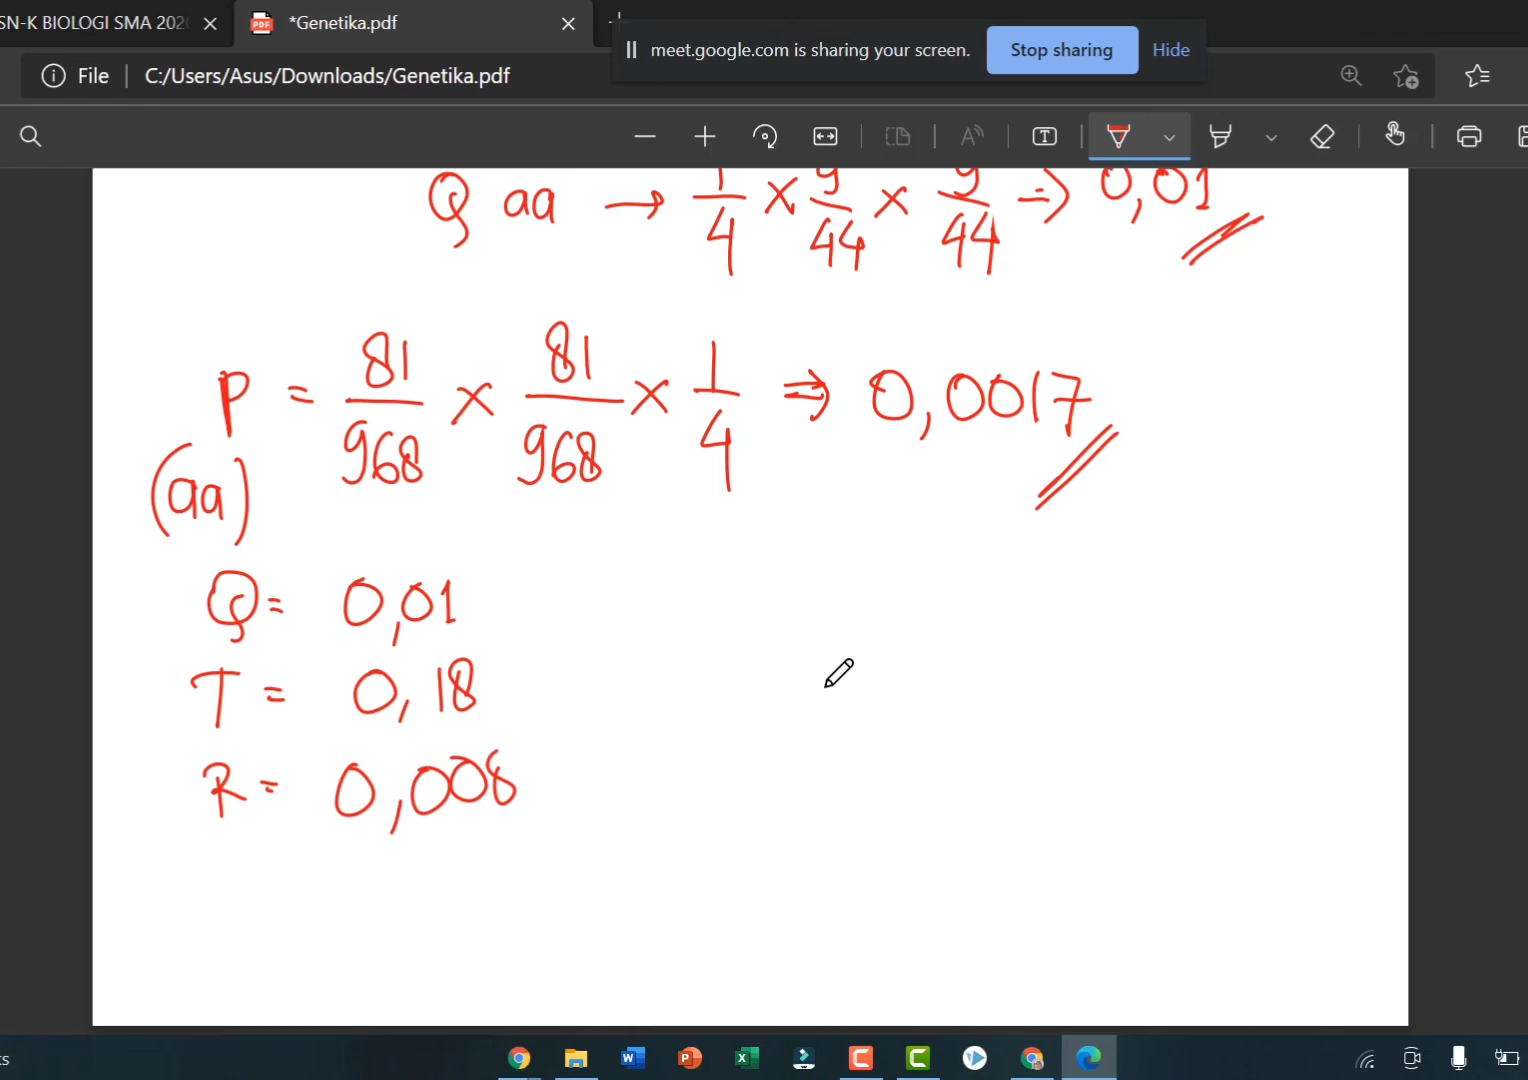 SN-K BIOLOGI SMA 202
*Genetika.pdf
meet.google.com is sharing your screen. Stop sharing Hide
File C:/Users/Asus/Downloads/Genetika.pdf
Q aa → 1/4 × 9/44 × 9/44 ⇒ 0,01
P = 81/968 × 81/968 × 1/4 ⇒ 0,0017
(aa)
Q = 0,01
T = 0,18
R = 0,008